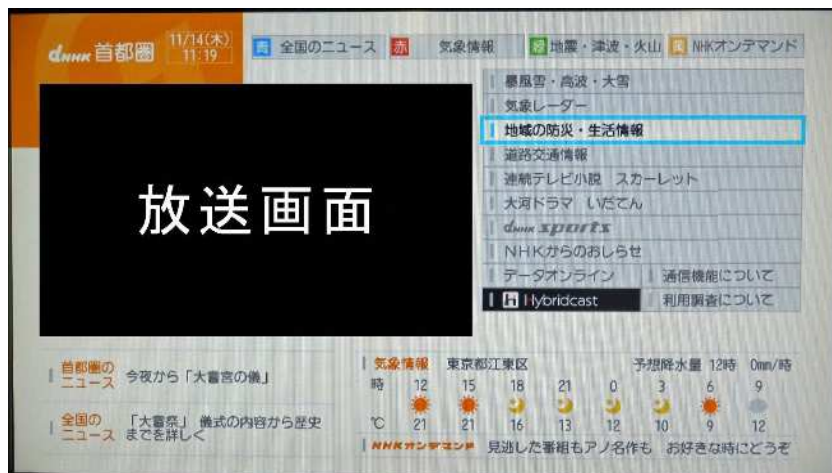 dNHK 首都圏 11/14(木) 11:19
青 全国のニュース 赤 気象情報 緑 地震・津波・火山 黄 NHKオンデマンド
放送画面
暴風雪・高波・大雪
気象レーダー
地域の防災・生活情報
道路交通情報
連続テレビ小説 スカーレット
大河ドラマ いだてん
dNHK sports
NHKからのおしらせ
データオンライン 通信機能について
Hybridcast 利用調査について
首都圏のニュース 今夜から「大嘗宮の儀」
全国のニュース 「大嘗祭」 儀式の内容から歴史までを詳しく
気象情報 東京都江東区 予想降水量 12時 0mm/時
時 12 15 18 21 0 3 6 9
℃ 21 21 16 13 12 10 9 12
NHKオンデマンド 見逃した番組もアノ名作も お好きな時にどうぞ